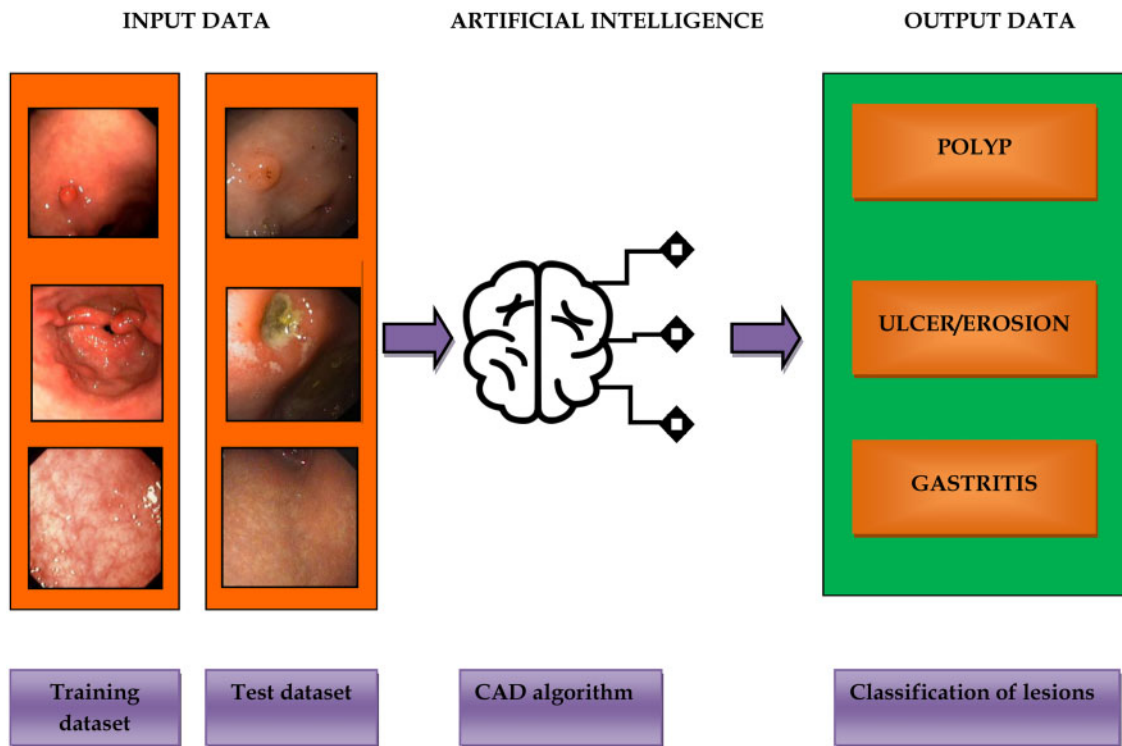 INPUT DATA
ARTIFICIAL INTELLIGENCE
OUTPUT DATA
POLYP
ULCER/EROSION
GASTRITIS
Training
dataset
Test dataset
CAD algorithm
Classification of lesions